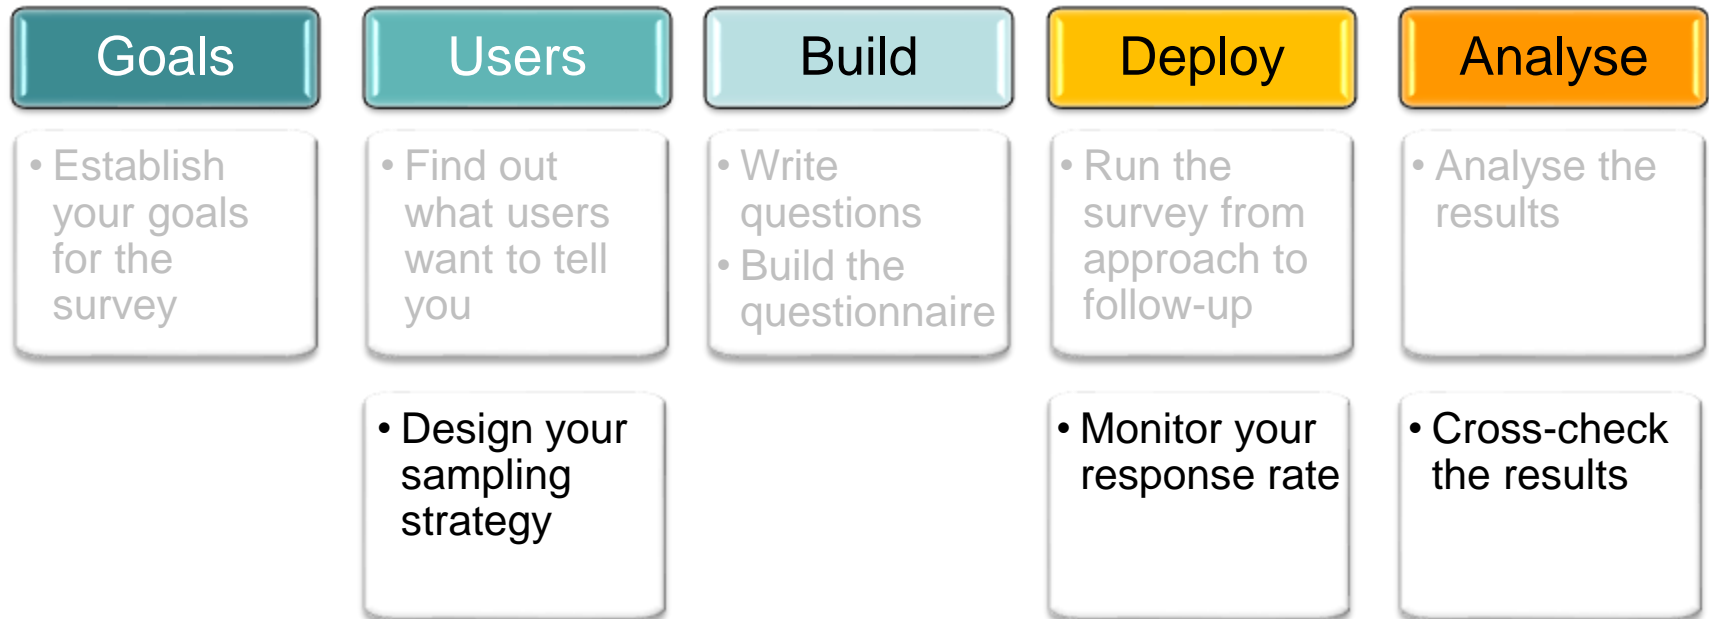 Goals
Users
Build
Deploy
Analyse
• Establish
your goals
for the
survey
• Find out
what users
want to tell
you
• Write
questions
• Build the
questionnaire
• Run the
survey from
approach to
follow-up
• Analyse the
results
• Design your
sampling
strategy
• Monitor your
response rate
• Cross-check
the results